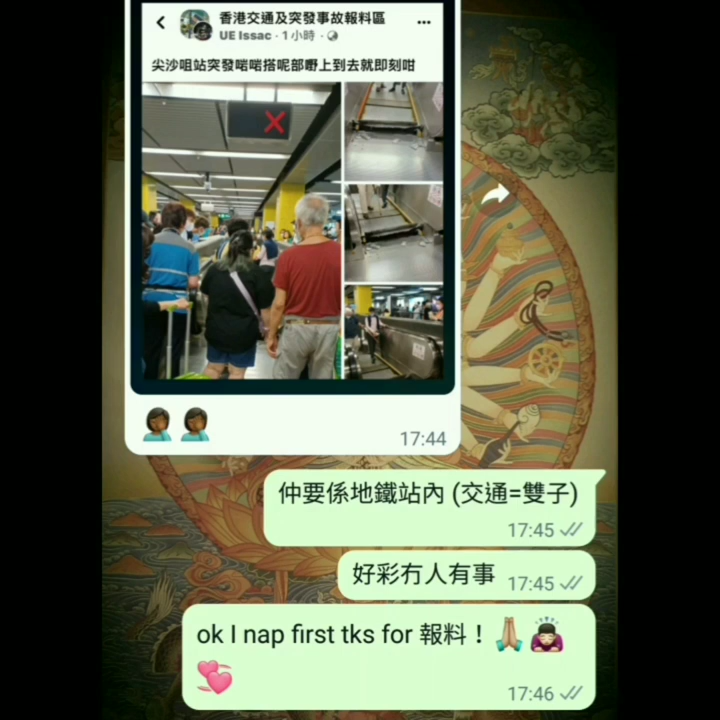 香港交通及突發事故報料區
UE Issac · 1 小時 ·
尖沙咀站突發啱啱搭呢部嘢上到去就即刻咁
17:44
仲要係地鐵站內 (交通=雙子)
17:45
好彩冇人有事
17:45
ok I nap first tks for 報料！🙏🏼🙇🏻
💞
17:46